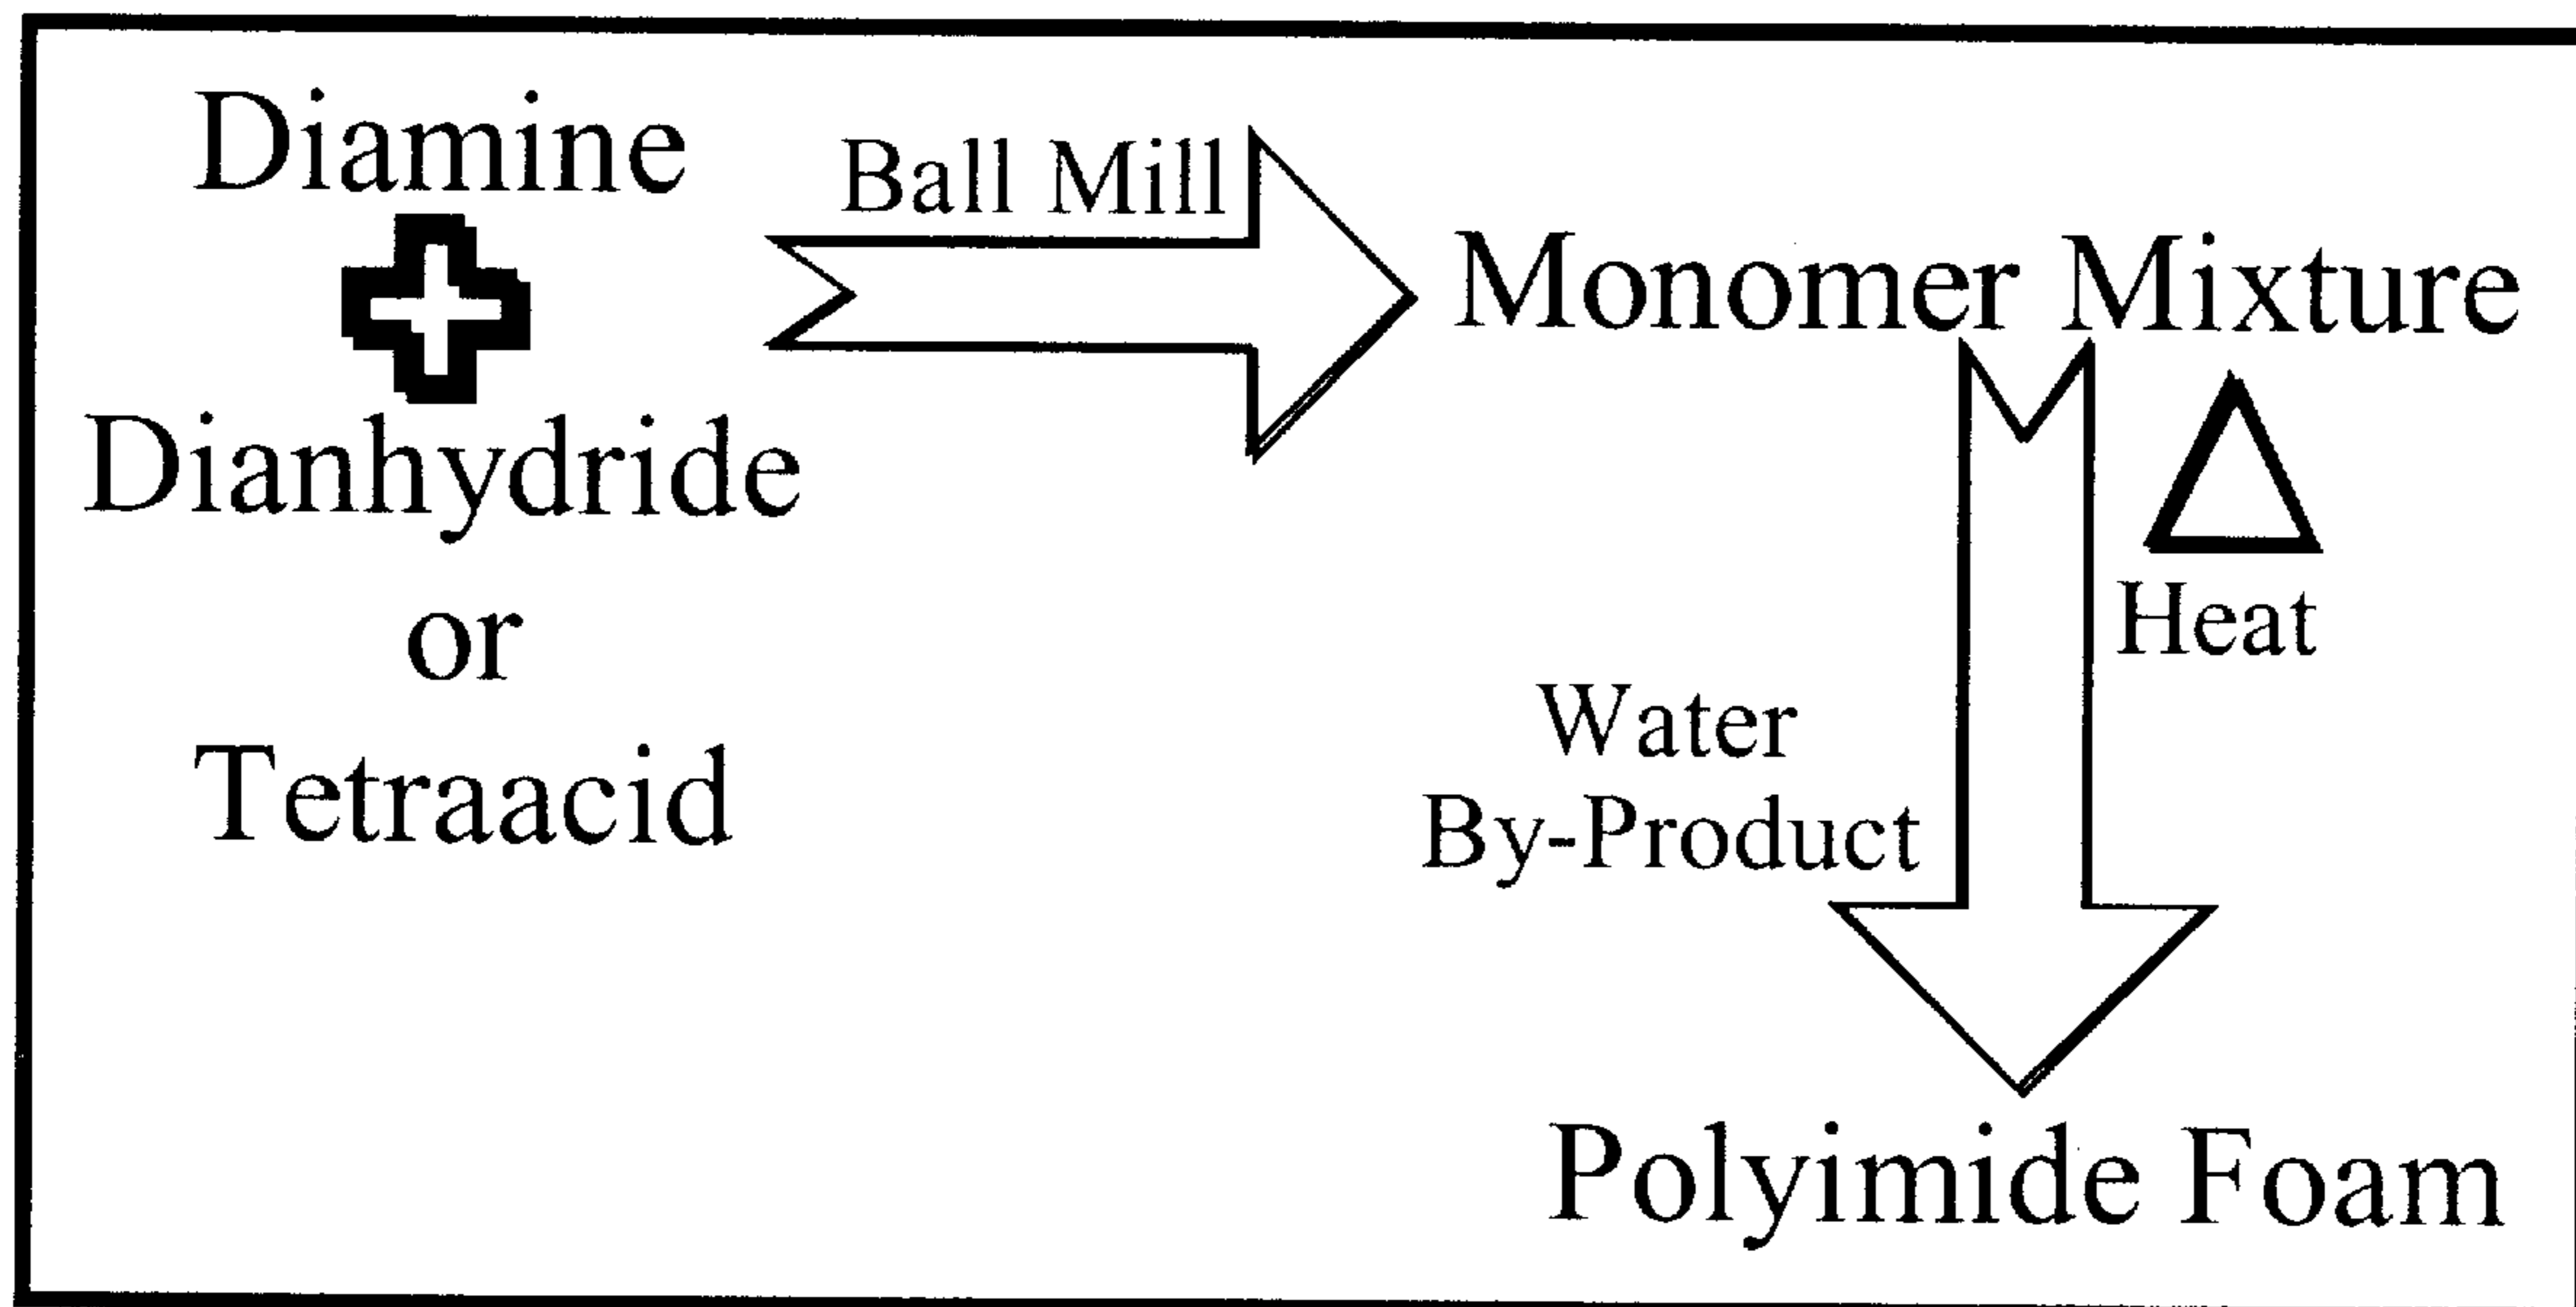 Diamine
Dianhydride
or
Tetraacid
Ball Mill
Monomer Mixture
Heat
Water
By-Product
Polyimide Foam